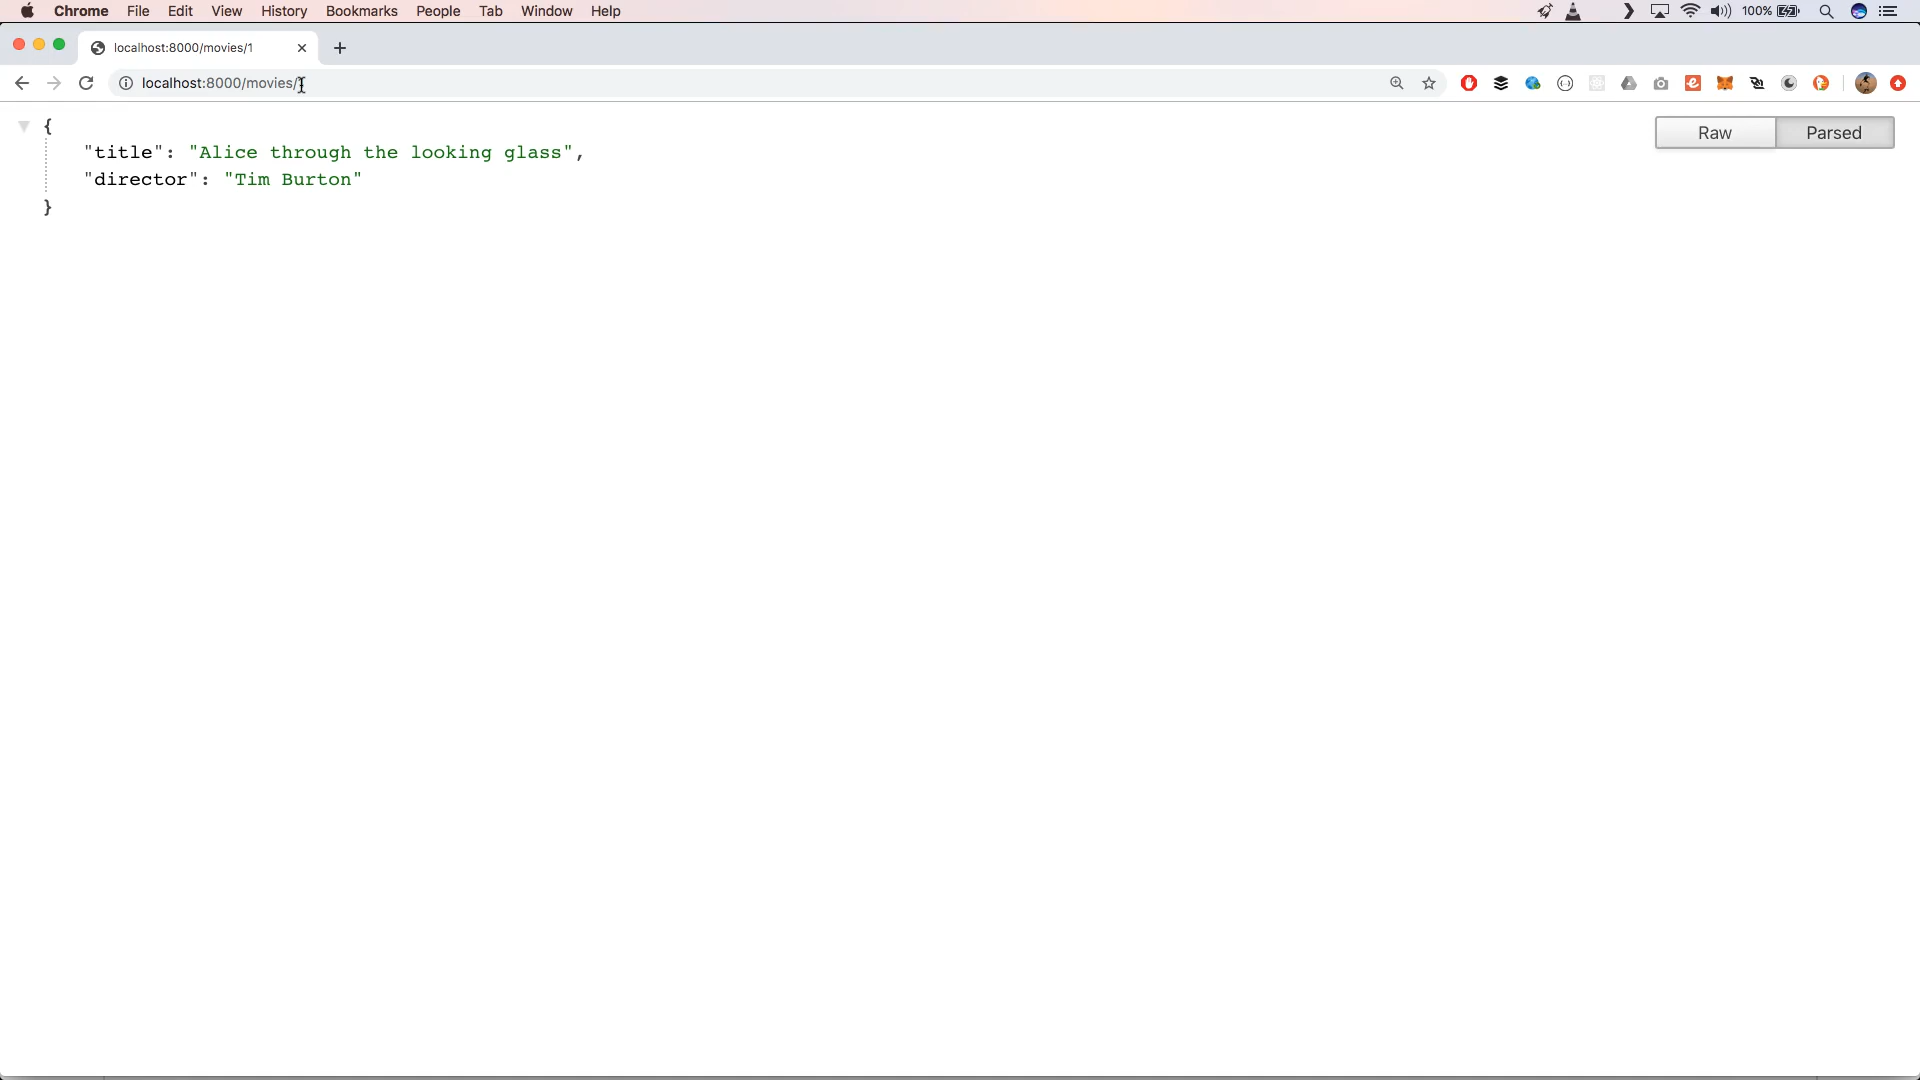 Chrome File Edit View History Bookmarks People Tab Window Help 100%
localhost:8000/movies/1
localhost:8000/movies/
{
"title": "Alice through the looking glass",
"director": "Tim Burton"
}
Raw Parsed